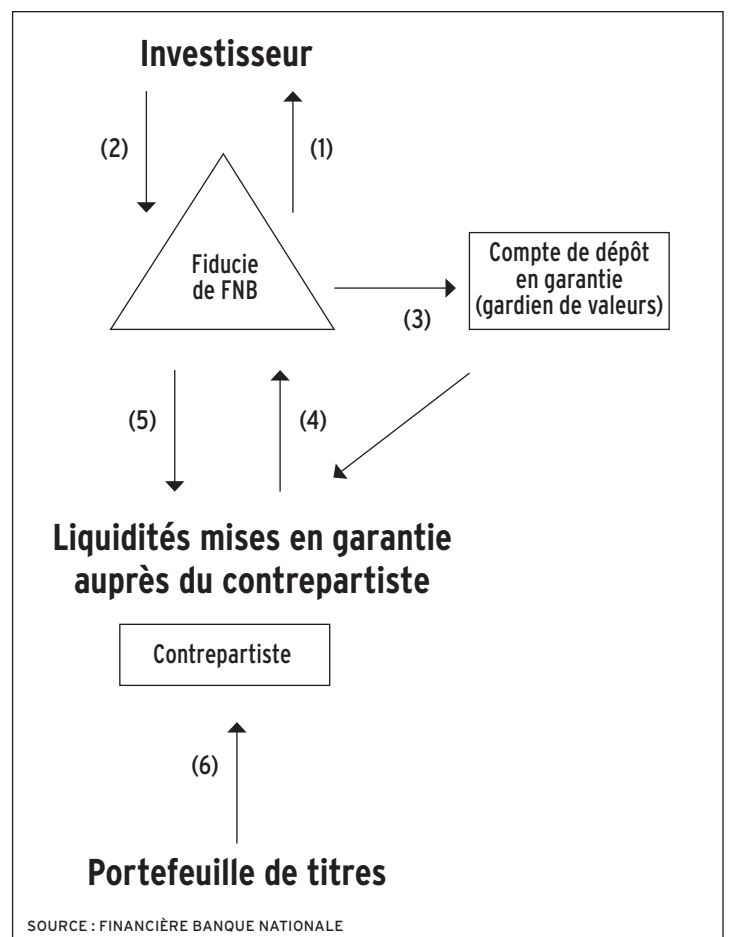 Investisseur
(2)
(1)
Fiducie
de FNB
Compte de dépôt
en garantie
(gardien de valeurs)
(3)
(5)
(4)
Liquidités mises en garantie
auprès du contrepartiste
Contrepartiste
(6)
Portefeuille de titres
SOURCE : FINANCIÈRE BANQUE NATIONALE